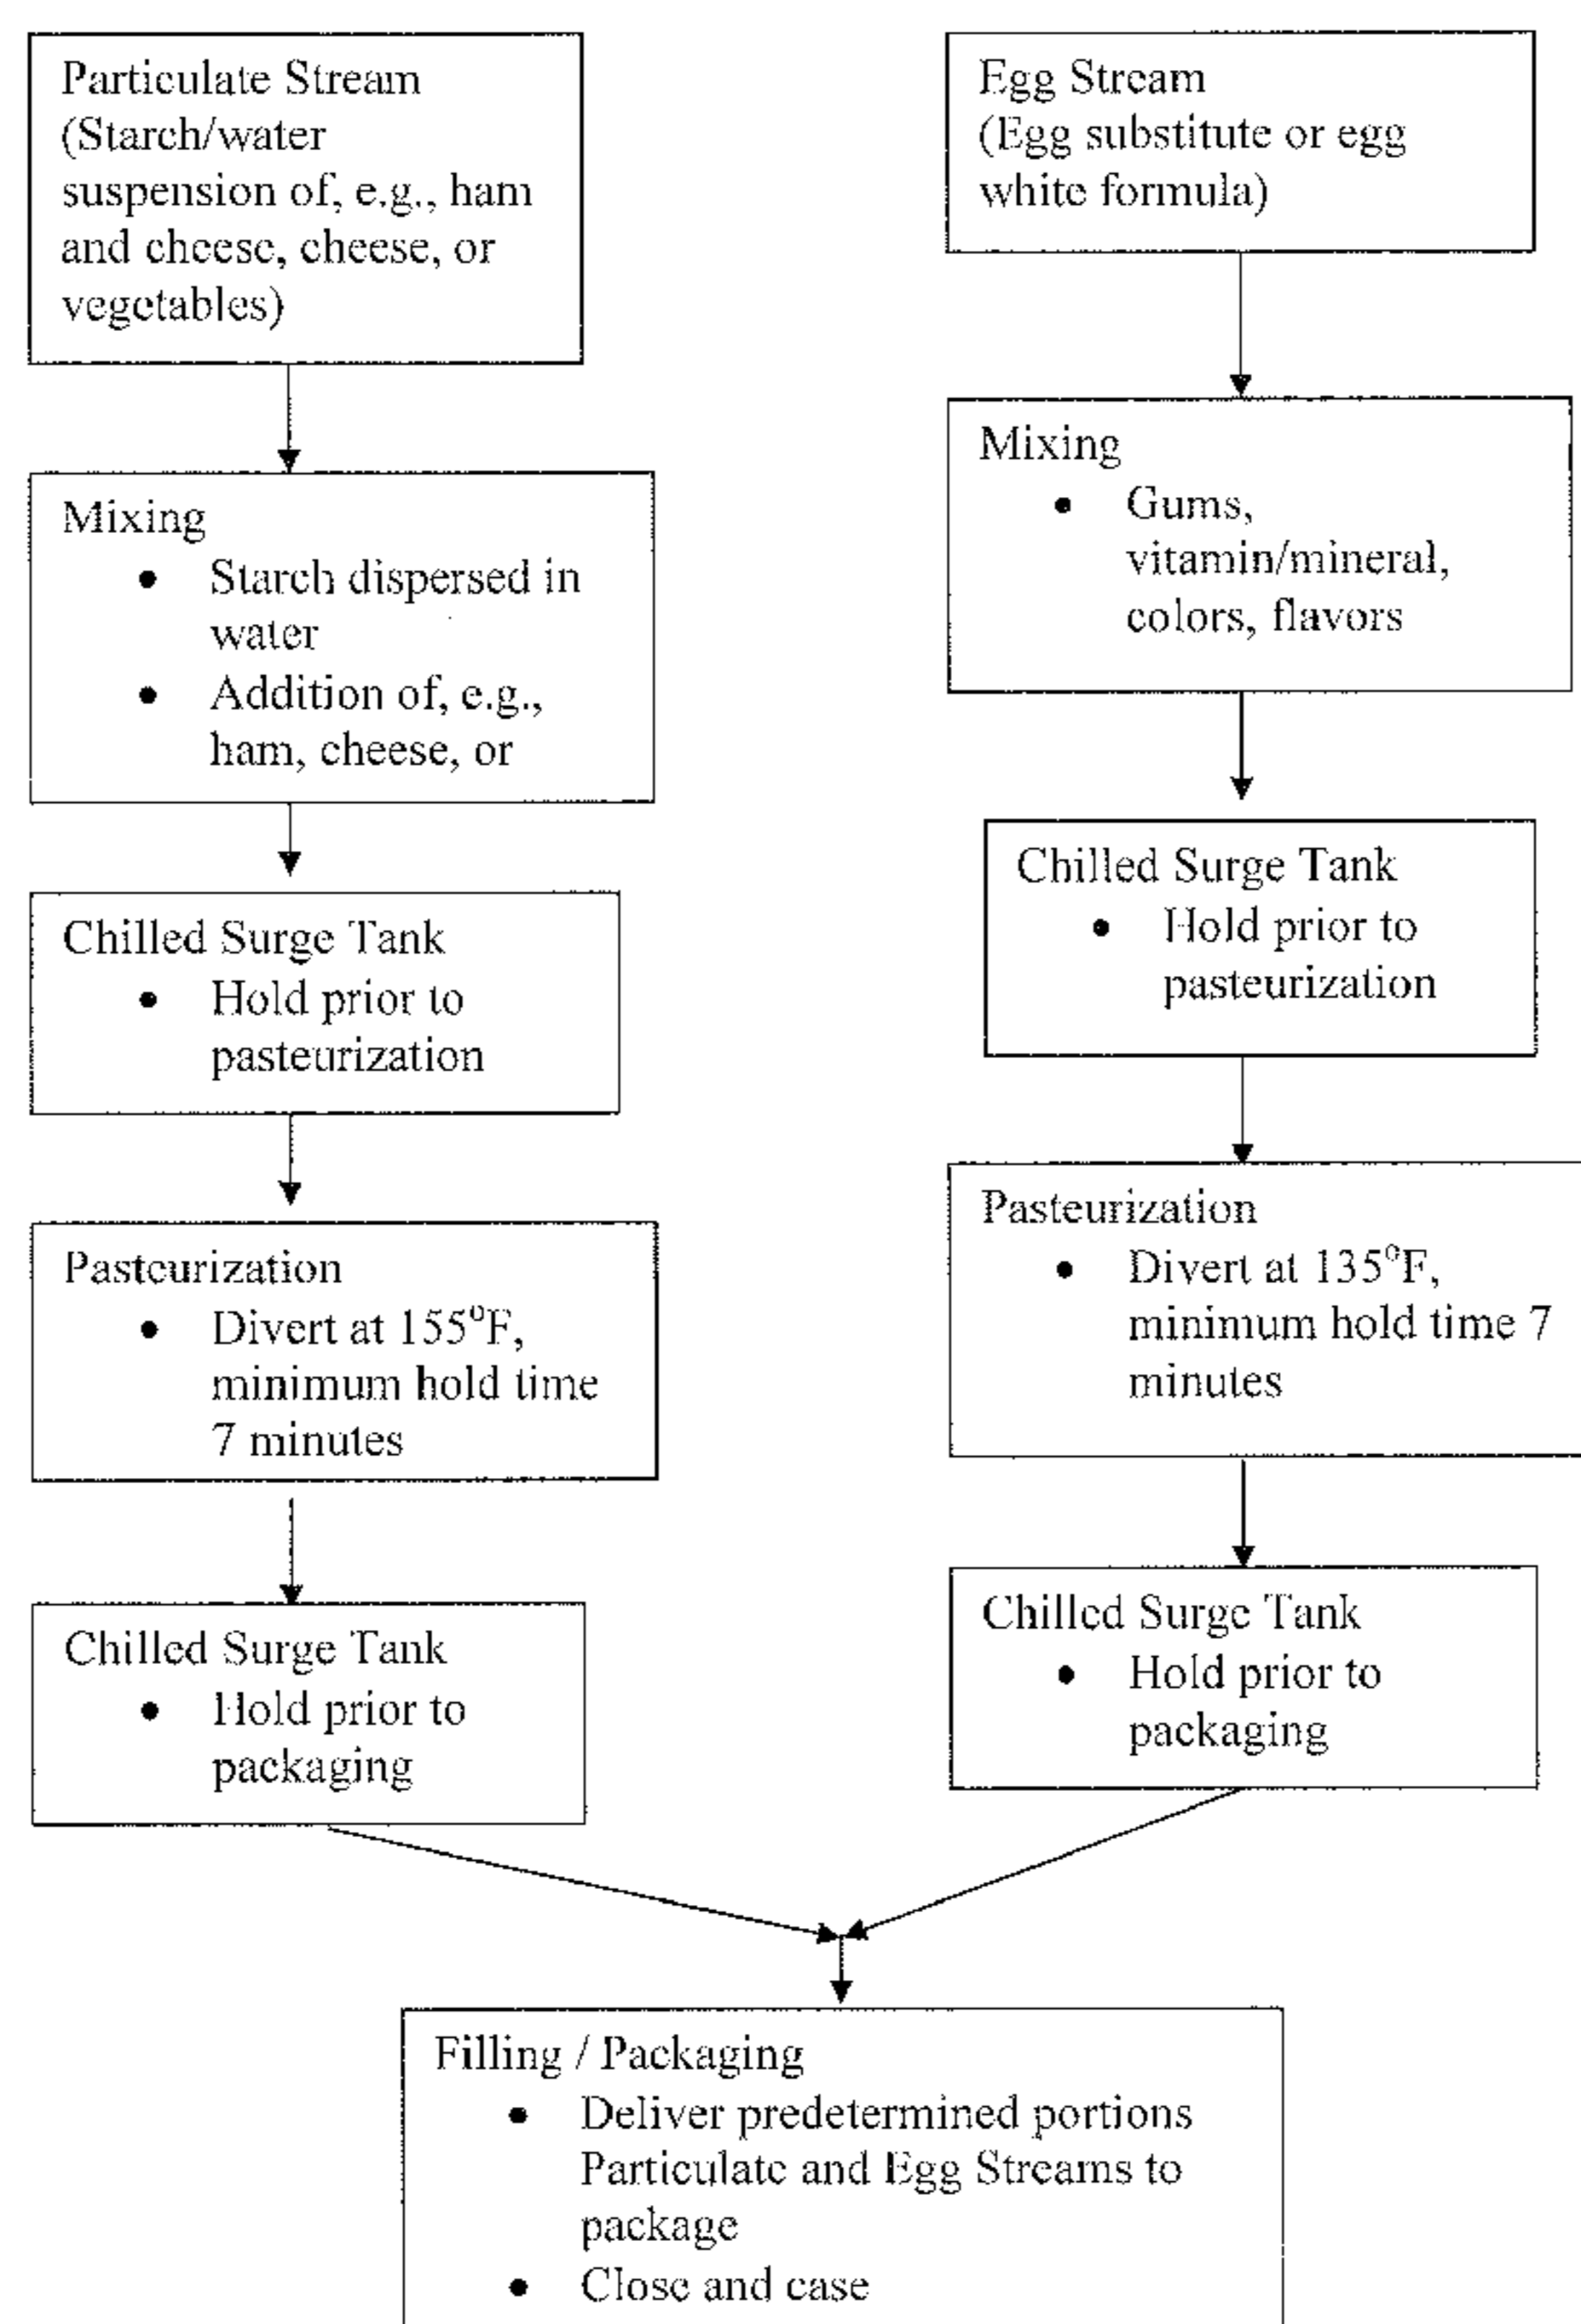 Particulate Stream
(Starch/water
suspension of, e.g., ham
and cheese, cheese, or
vegetables)
Mixing
• Starch dispersed in
water
• Addition of, e.g.,
ham, cheese, or
Chilled Surge Tank
• Hold prior to
pasteurization
Pasteurization
• Divert at 155°F,
minimum hold time
7 minutes
Chilled Surge Tank
• Hold prior to
packaging
Egg Stream
(Egg substitute or egg
white formula)
Mixing
• Gums,
vitamin/mineral,
colors, flavors
Chilled Surge Tank
• Hold prior to
pasteurization
Pasteurization
• Divert at 135°F,
minimum hold time 7
minutes
Chilled Surge Tank
• Hold prior to
packaging
Filling / Packaging
• Deliver predetermined portions
Particulate and Egg Streams to
package
• Close and case